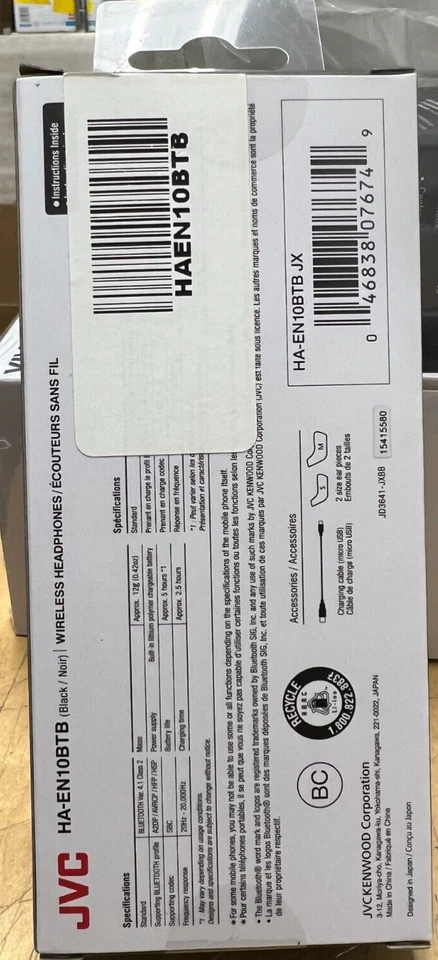 JVC HA-EN10BTB (Black / Noir) | WIRELESS HEADPHONES / ÉCOUTEURS SANS FIL
• Instructions Inside
HAEN10BTB
Specifications
Standard BLUETOOTH Ver. 4.1 Class 2
Supporting BLUETOOTH profile A2DP / AVRCP / HFP / HSP
Supporting codec SBC
Frequency response 20Hz - 20,000Hz
Mass Approx. 12g (0.42oz)
Power supply Built-in lithium polymer chargeable battery
Battery life Approx. 5 hours *1
Charging time Approx. 2.5 hours
*1 : May vary depending on usage conditions.
Designs and specifications are subject to change without notice.
Spécifications
Standard
Prenant en charge le profil
Prenant en charge codec
Réponse en fréquence
*1 : Peut varier selon les
Présentation et
* For some mobile phones, you may not be able to use some or all functions depending on the specifications of the mobile phone itself.
* Pour certains téléphones portables, il se peut que vous ne soyez pas capable d'utiliser certaines fonctions ou toutes les fonctions selon
• The Bluetooth® word mark and logos are registered trademarks owned by Bluetooth SIG, Inc. and any use of such marks by JVC KENWOOD
• La marque et les logos Bluetooth® sont des marques déposées de Bluetooth SIG, Inc. et toute utilisation de ces marques par JVC KENWOOD Corporation (JVC) est faite sous licence. Les autres marques et noms de commerce sont la propriété
de leur propriétaire respectif.
BC
RECYCLE
RBRC
Li-ion
1.800.822.8837
Accessories / Accessoires
Charging cable (micro USB)
Câble de charge (micro USB)
S
M
2 size ear pieces
Embouts de 2 tailles
HA-EN10BTB JX
0 46838 07674 9
JVCKENWOOD Corporation
3-12, Moriya-cho, Kanagawa-ku, Yokohama-shi, Kanagawa, 221-0022, JAPAN
Made in China / Fabriqué en Chine
Designed in Japan / Conçu au Japon
JD3641-JXBB 15415580